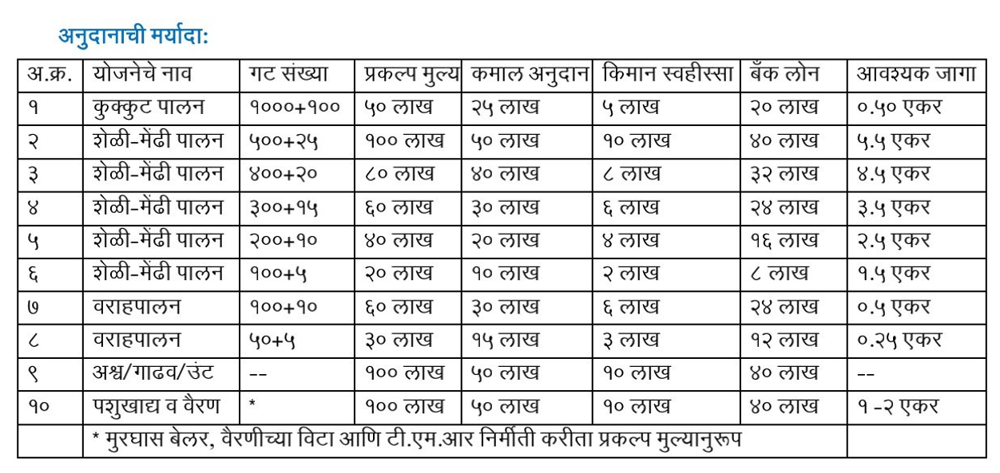 अनुदानाची मर्यादा:
अ.क्र. योजनेचे नाव गट संख्या प्रकल्प मुल्य कमाल अनुदान किमान स्वहीस्सा बँक लोन आवश्यक जागा
१ कुक्कुट पालन १०००+१०० ५० लाख २५ लाख ५ लाख २० लाख ०.५० एकर
२ शेळी-मेंढी पालन ५००+२५ १०० लाख ५० लाख १० लाख ४० लाख ५.५ एकर
३ शेळी-मेंढी पालन ४००+२० ८० लाख ४० लाख ८ लाख ३२ लाख ४.५ एकर
४ शेळी-मेंढी पालन ३००+१५ ६० लाख ३० लाख ६ लाख २४ लाख ३.५ एकर
५ शेळी-मेंढी पालन २००+१० ४० लाख २० लाख ४ लाख १६ लाख २.५ एकर
६ शेळी-मेंढी पालन १००+५ २० लाख १० लाख २ लाख ८ लाख १.५ एकर
७ वराहपालन १००+१० ६० लाख ३० लाख ६ लाख २४ लाख ०.५ एकर
८ वराहपालन ५०+५ ३० लाख १५ लाख ३ लाख १२ लाख ०.२५ एकर
९ अश्व/गाढव/उंट -- १०० लाख ५० लाख १० लाख ४० लाख --
१० पशुखाद्य व वैरण * १०० लाख ५० लाख १० लाख ४० लाख १ -२ एकर
* मुरघास बेलर, वैरणीच्या विटा आणि टी.एम.आर निर्मीती करीता प्रकल्प मुल्यानुरूप